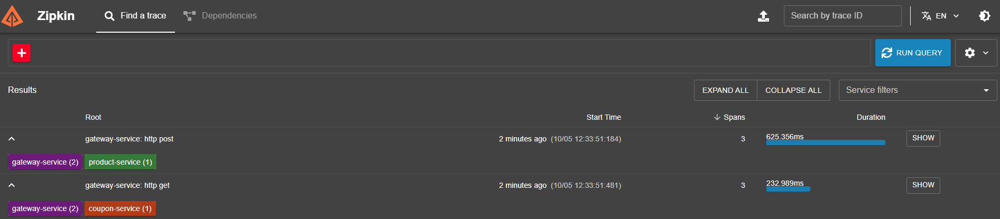 Zipkin
Find a trace
Dependencies
Search by trace ID
EN
RUN QUERY
Results
EXPAND ALL
COLLAPSE ALL
Service filters
Root
Start Time
Spans
Duration
gateway-service: http post
2 minutes ago (10/05 12:33:51:184)
3
625.356ms
SHOW
gateway-service (2)
product-service (1)
gateway-service: http get
2 minutes ago (10/05 12:33:51:481)
3
232.989ms
SHOW
gateway-service (2)
coupon-service (1)